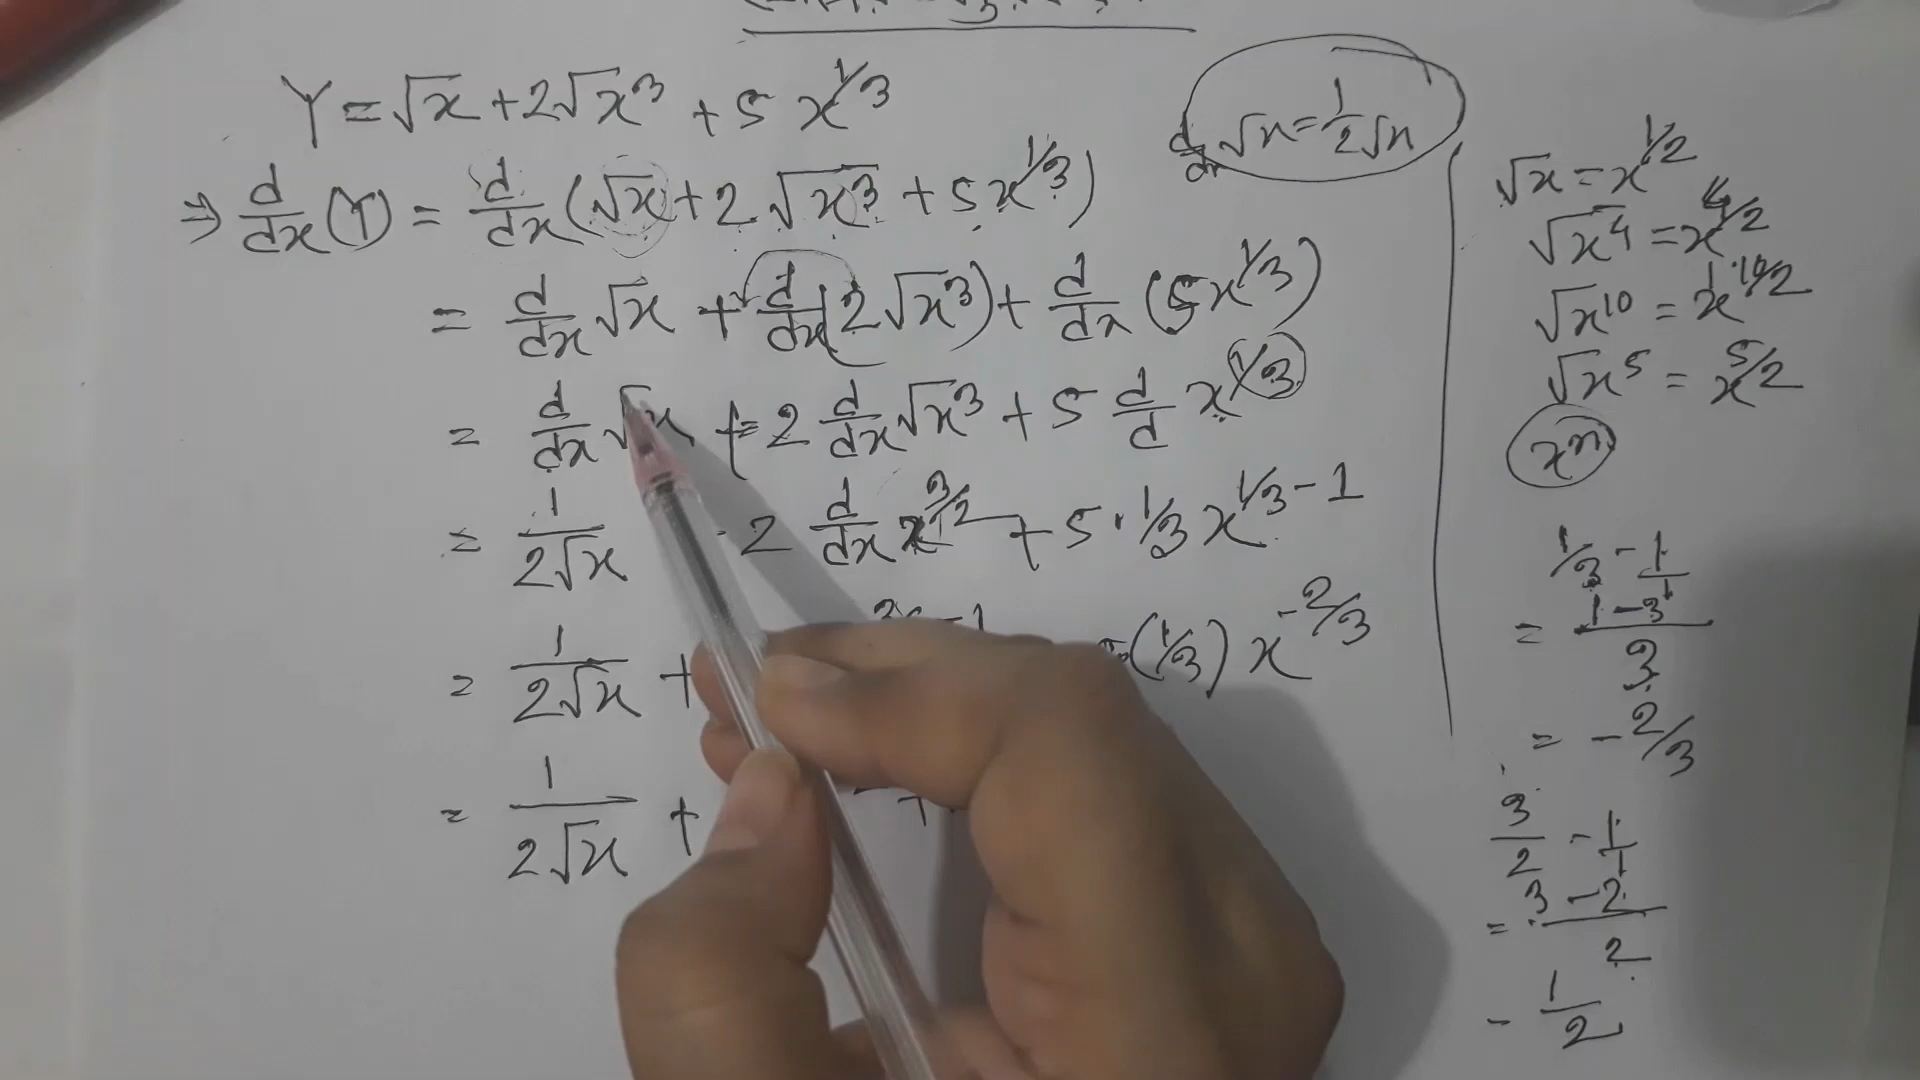 Y = √x + 2√x³ + 5 x^1/3
⇒ d/dx (Y) = d/dx (√x + 2 √x³ + 5x^1/3)
= d/dx √x + d/dx (2√x³) + d/dx (5x^1/3)
= d/dx √x + 2 d/dx √x³ + 5 d/d x^1/3
= 1/2√x 2 d/dx x^3/2 + 5 · 1/3 x^1/3 - 1
= 1/2√x + (1/3) x^-2/3
= 1/2√x +
d/dx √x = 1/2√x
√x = x^1/2
√x⁴ = x^4/2
√x¹⁰ = x^10/2
√x⁵ = x^5/2
xⁿ
1/3 - 1/1
= 1-3/3
= - 2/3
3/2 - 1/1
= 3 - 2/2
- 1/2